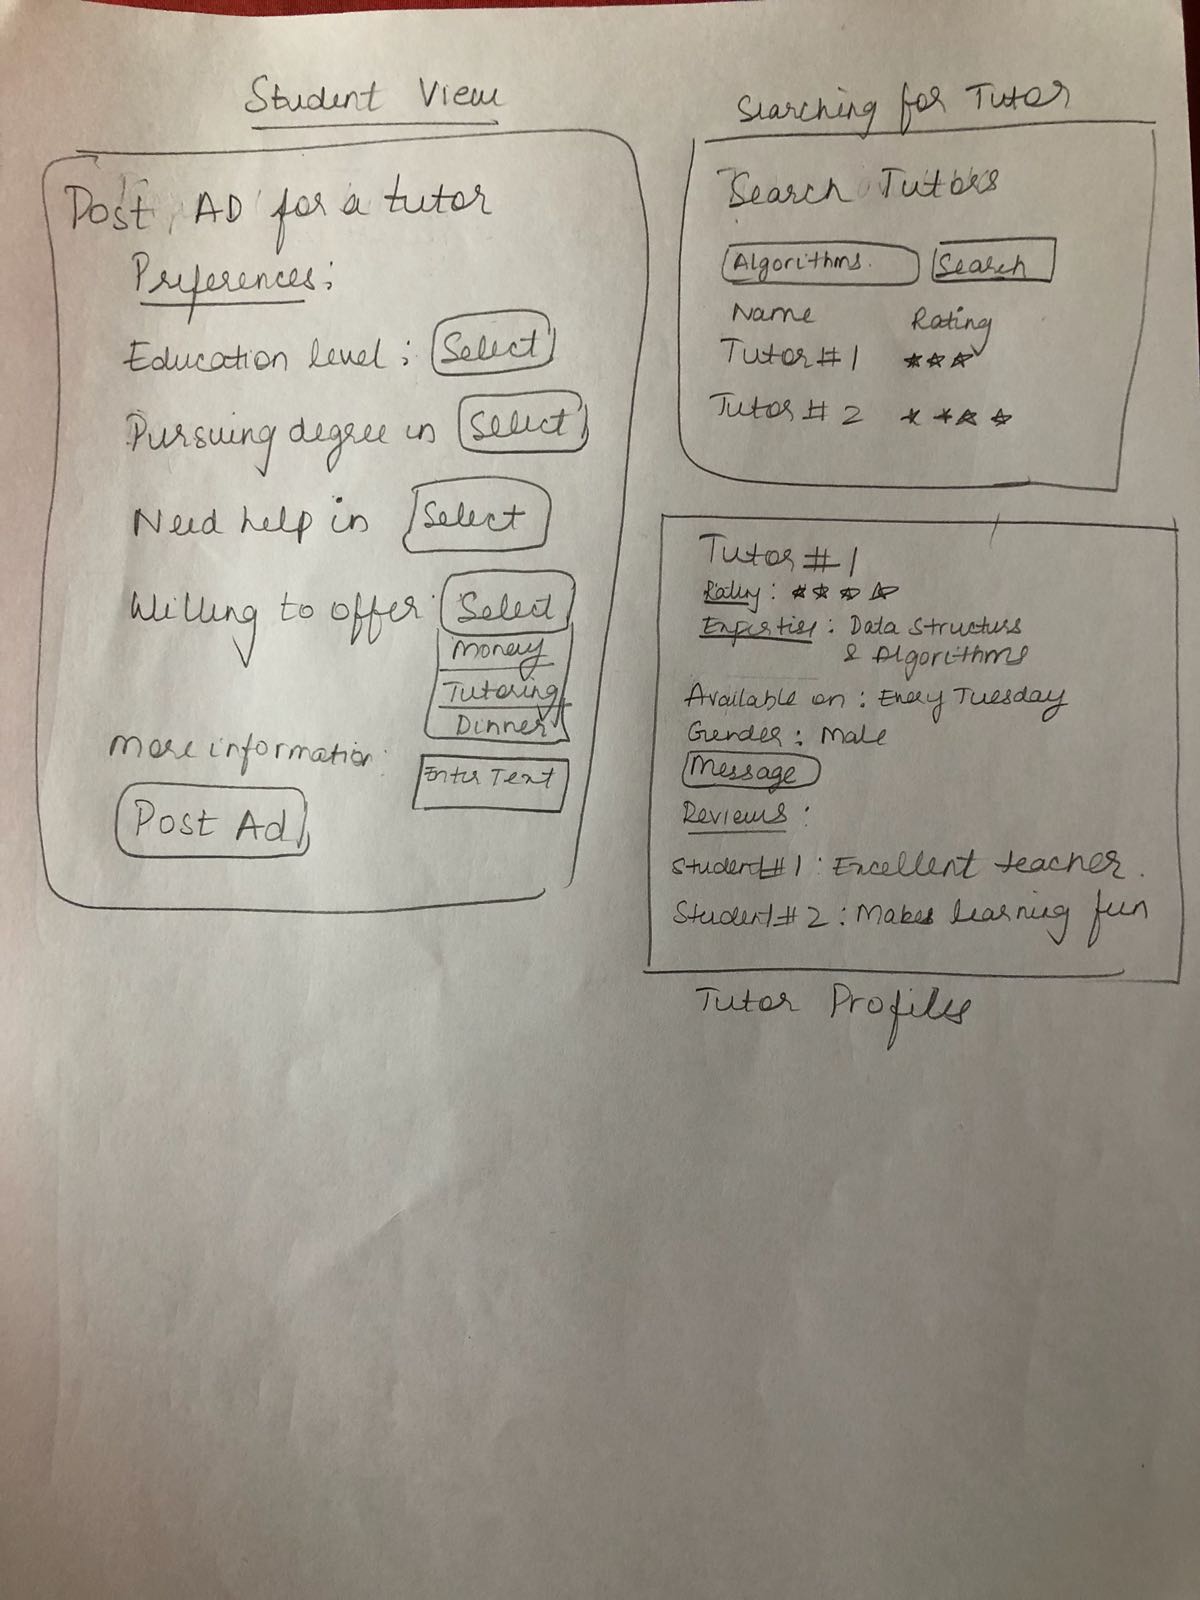 Student View
Post AD for a tutor
Preferences:
Education level: Select
Pursuing degree in Select
Need help in Select
Willing to offer: Select
Money
Tutoring
Dinner
More information: Enter Text
Post Ad
Searching for Tutor
Search Tutors
Algorithms. Search
Name Rating
Tutor #1 ☆☆☆
Tutor #2 ☆☆☆☆
Tutor #1
Rating: ☆☆☆☆
Expertise: Data Structures
& Algorithms
Available on: Every Tuesday
Gender: Male
Message
Reviews:
Student#1: Excellent teacher.
Student#2: Makes learning fun
Tutor Profiles